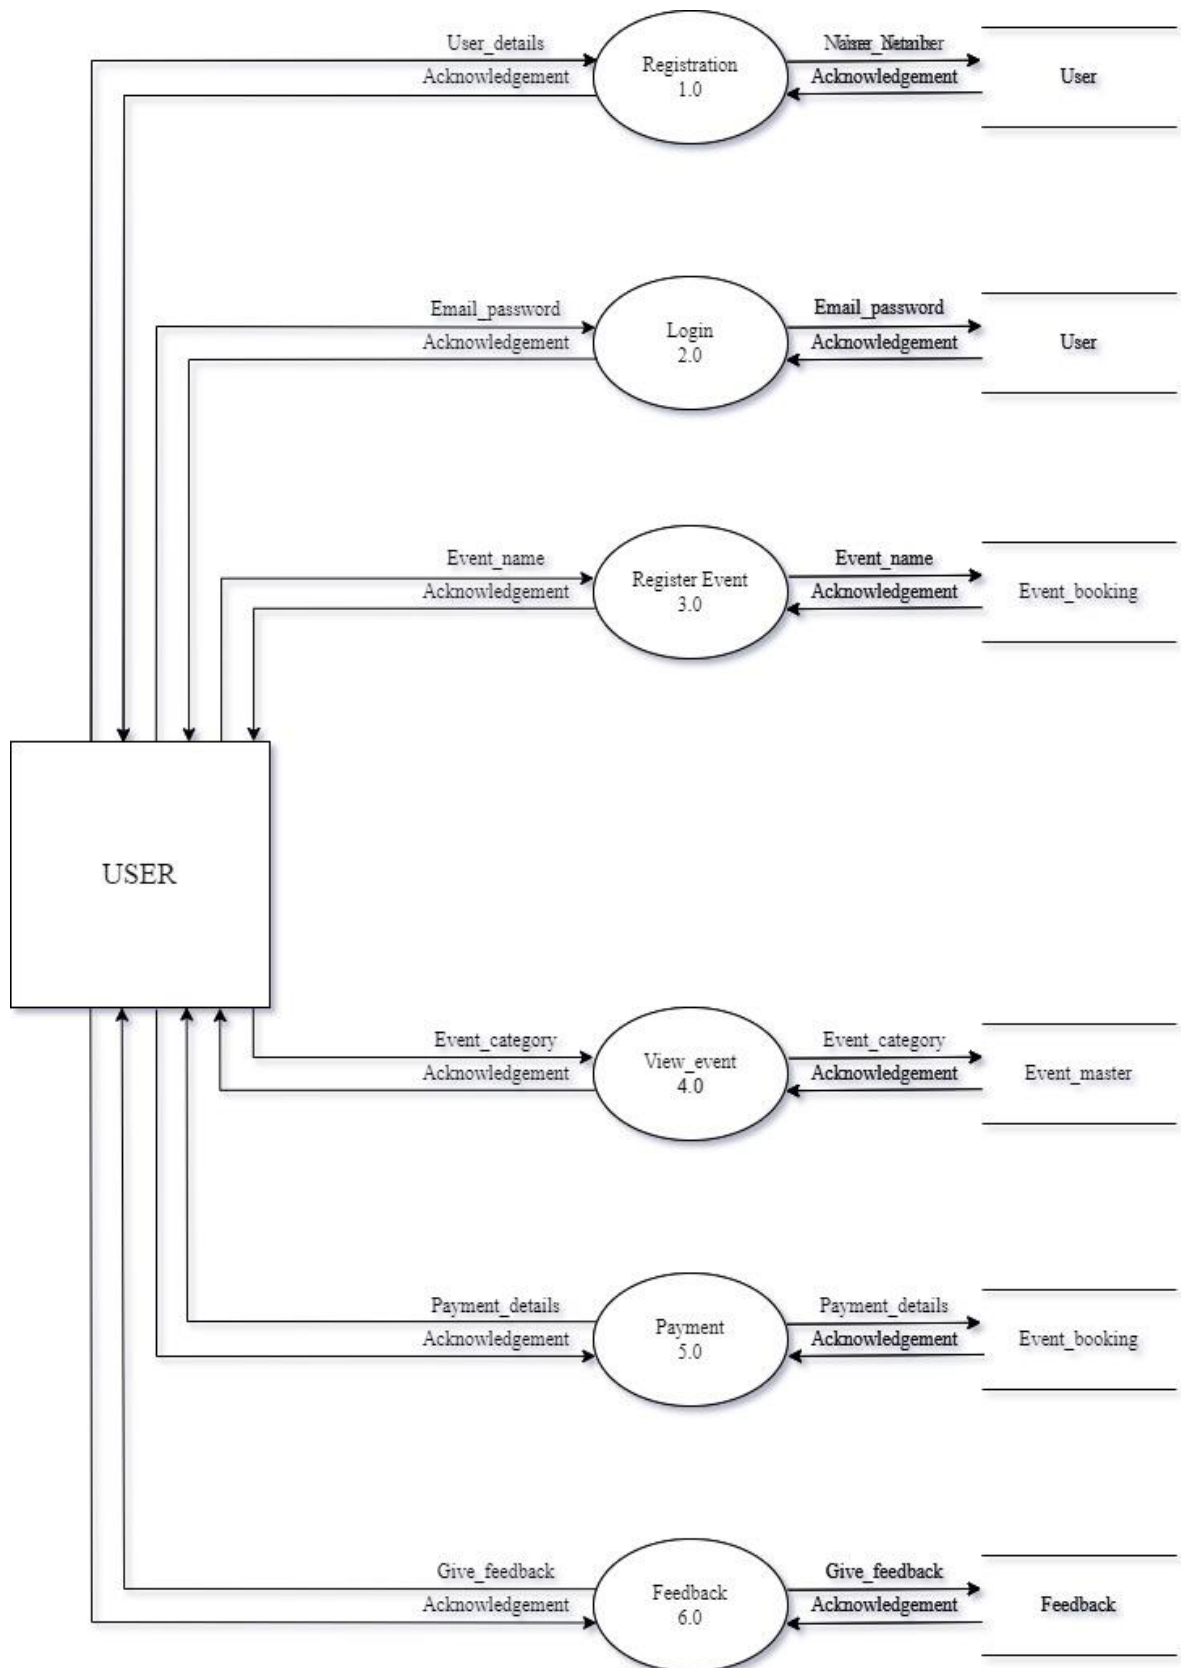 User_details
Acknowledgement
Registration
1.0
Acknowledgement
User
Email_password
Acknowledgement
Login
2.0
Email_password
Acknowledgement
User
Event_name
Acknowledgement
Register Event
3.0
Event_name
Acknowledgement
Event_booking
USER
Event_category
Acknowledgement
View_event
4.0
Event_category
Acknowledgement
Event_master
Payment_details
Acknowledgement
Payment
5.0
Payment_details
Acknowledgement
Event_booking
Give_feedback
Acknowledgement
Feedback
6.0
Give_feedback
Acknowledgement
Feedback